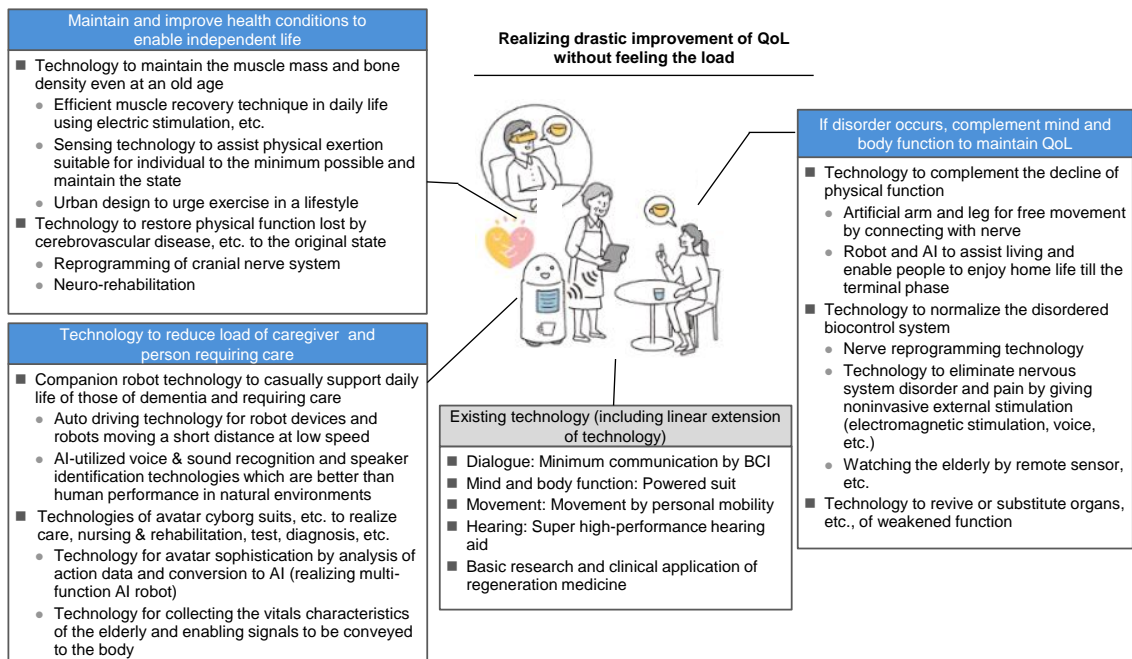 Maintain and improve health conditions to
enable independent life
■ Technology to maintain the muscle mass and bone
density even at an old age
● Efficient muscle recovery technique in daily life
using electric stimulation, etc.
● Sensing technology to assist physical exertion
suitable for individual to the minimum possible and
maintain the state
● Urban design to urge exercise in a lifestyle
■ Technology to restore physical function lost by
cerebrovascular disease, etc. to the original state
● Reprogramming of cranial nerve system
● Neuro-rehabilitation
Technology to reduce load of caregiver and
person requiring care
■ Companion robot technology to casually support daily
life of those of dementia and requiring care
● Auto driving technology for robot devices and
robots moving a short distance at low speed
● AI-utilized voice & sound recognition and speaker
identification technologies which are better than
human performance in natural environments
■ Technologies of avatar cyborg suits, etc. to realize
care, nursing & rehabilitation, test, diagnosis, etc.
● Technology for avatar sophistication by analysis of
action data and conversion to AI (realizing multi-
function AI robot)
● Technology for collecting the vitals characteristics
of the elderly and enabling signals to be conveyed
to the body
Realizing drastic improvement of QoL
without feeling the load
Existing technology (including linear extension
of technology)
■ Dialogue: Minimum communication by BCI
■ Mind and body function: Powered suit
■ Movement: Movement by personal mobility
■ Hearing: Super high-performance hearing
aid
■ Basic research and clinical application of
regeneration medicine
If disorder occurs, complement mind and
body function to maintain QoL
■ Technology to complement the decline of
physical function
● Artificial arm and leg for free movement
by connecting with nerve
● Robot and AI to assist living and
enable people to enjoy home life till the
terminal phase
■ Technology to normalize the disordered
biocontrol system
● Nerve reprogramming technology
● Technology to eliminate nervous
system disorder and pain by giving
noninvasive external stimulation
(electromagnetic stimulation, voice,
etc.)
● Watching the elderly by remote sensor,
etc.
■ Technology to revive or substitute organs,
etc., of weakened function